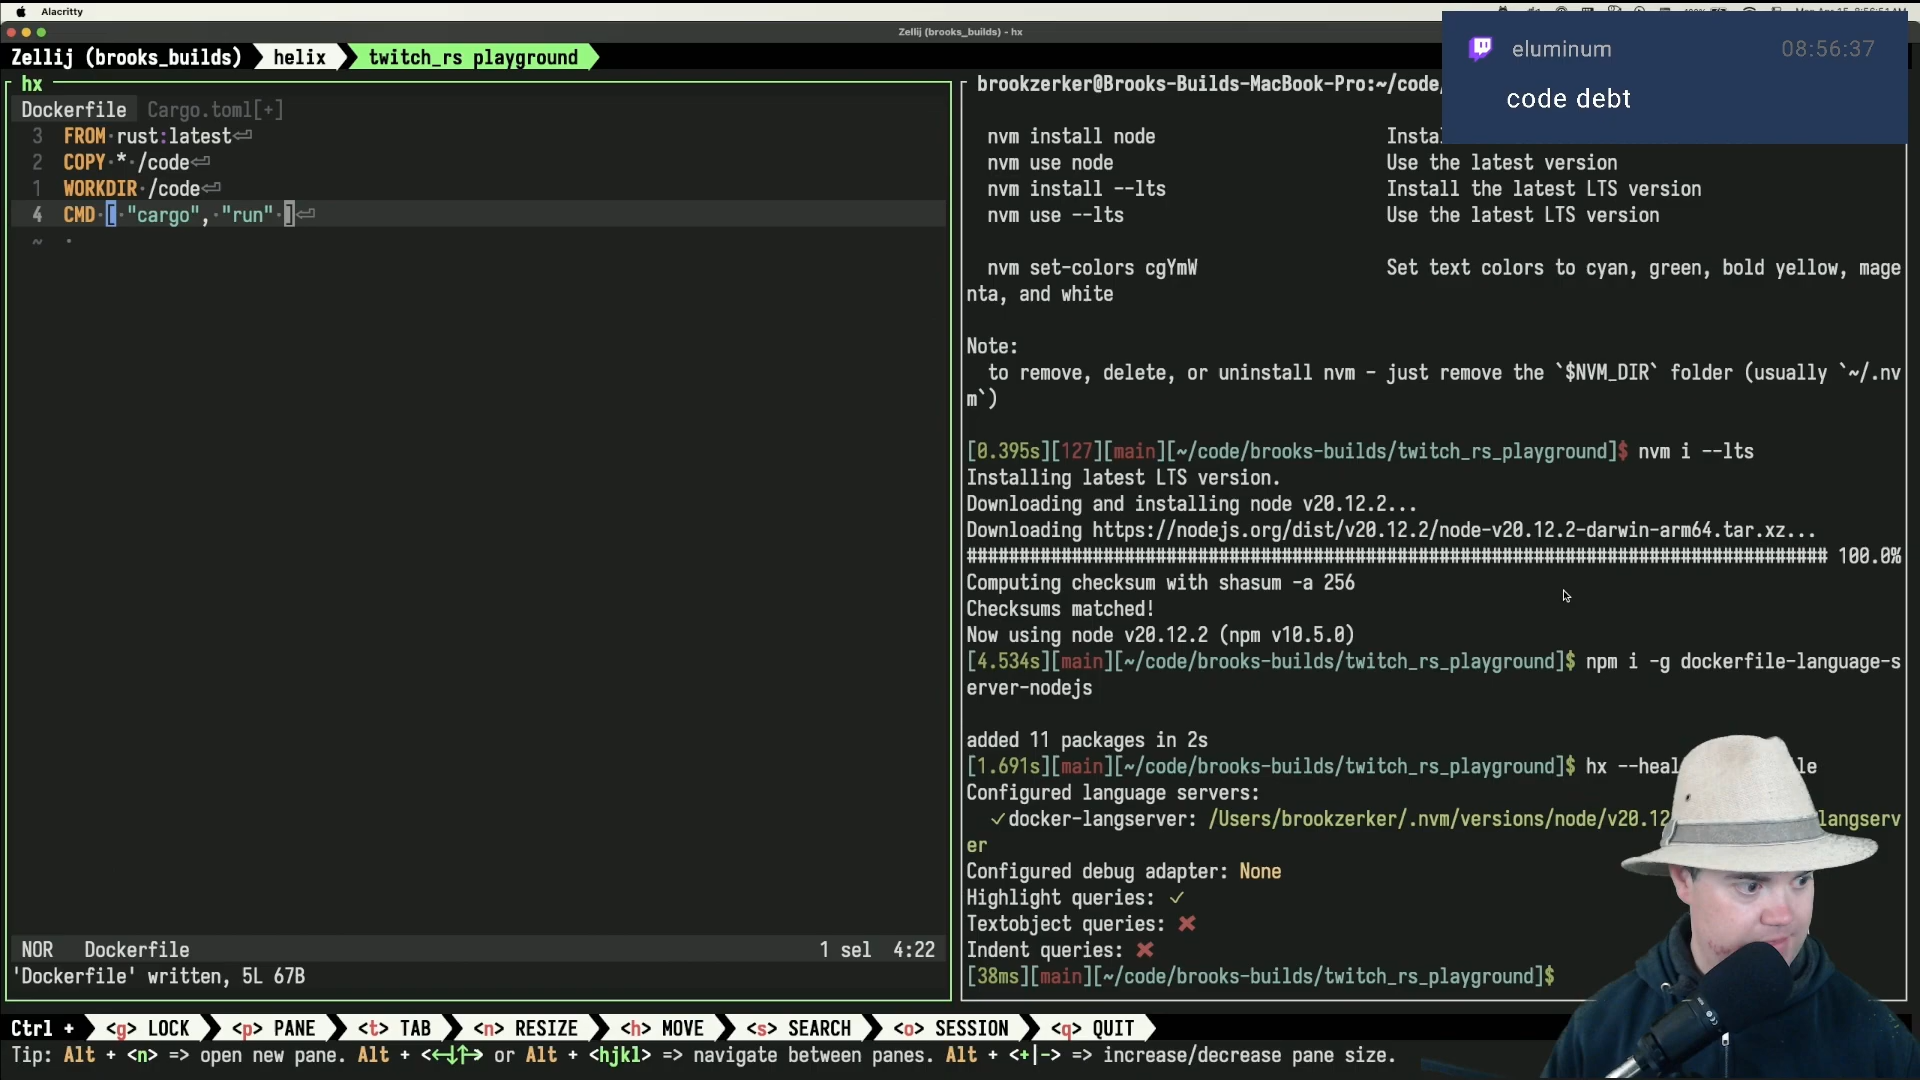 Alacritty
Zellij (brooks_builds) - hx
eluminum 08:56:37
code debt
Zellij (brooks_builds) helix twitch_rs playground
hx
Dockerfile Cargo.toml[+]
3 FROM rust:latest
2 COPY * /code
1 WORKDIR /code
4 CMD [ "cargo", "run" ]
~
NOR Dockerfile 1 sel 4:22
'Dockerfile' written, 5L 67B
brookzerker@Brooks-Builds-MacBook-Pro:~/code/
nvm install node
nvm use node Use the latest version
nvm install --lts Install the latest LTS version
nvm use --lts Use the latest LTS version
nvm set-colors cgYmW Set text colors to cyan, green, bold yellow, mage
nta, and white
Note:
to remove, delete, or uninstall nvm - just remove the `$NVM_DIR` folder (usually `~/.nv
m`)
[0.395s][127][main][~/code/brooks-builds/twitch_rs_playground]$ nvm i --lts
Installing latest LTS version.
Downloading and installing node v20.12.2...
Downloading https://nodejs.org/dist/v20.12.2/node-v20.12.2-darwin-arm64.tar.xz...
######################################################################## 100.0%
Computing checksum with shasum -a 256
Checksums matched!
Now using node v20.12.2 (npm v10.5.0)
[4.534s][main][~/code/brooks-builds/twitch_rs_playground]$ npm i -g dockerfile-language-s
erver-nodejs
added 11 packages in 2s
[1.691s][main][~/code/brooks-builds/twitch_rs_playground]$ hx
Configured language servers:
✓ docker-langserver: /Users/brookzerker/.nvm/versions/node/v20.12 langserv
er
Configured debug adapter: None
Highlight queries: ✓
Textobject queries: ✘
Indent queries: ✘
[38ms][main][~/code/brooks-builds/twitch_rs_playground]$
Ctrl + <g> LOCK <p> PANE <t> TAB <n> RESIZE <h> MOVE <s> SEARCH <o> SESSION <q> QUIT
Tip: Alt + <n> => open new pane. Alt + <←↓↑→> or Alt + <hjkl> => navigate between panes. Alt + <+|-> => increase/decrease pane size.